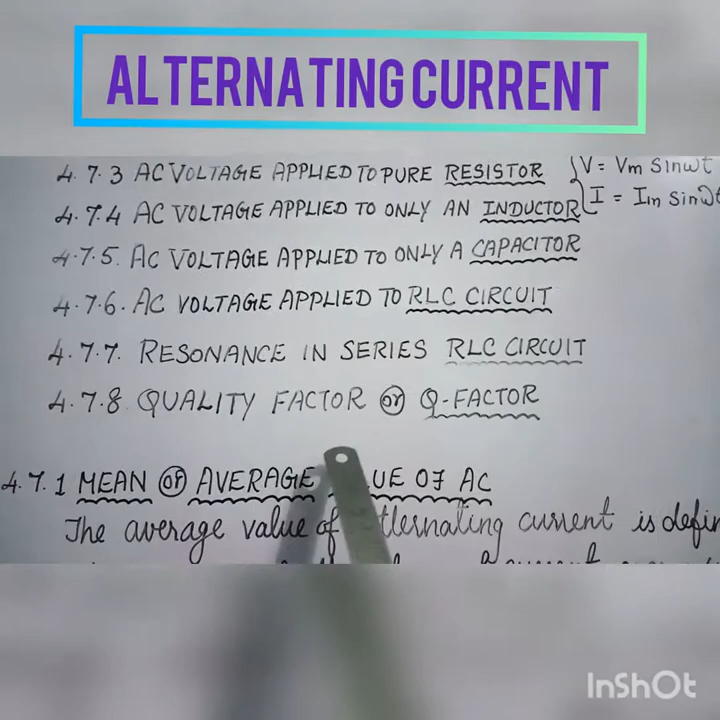 ALTERNATING CURRENT
4.7.3 AC VOLTAGE APPLIED TO PURE RESISTOR { V = Vm Sinωt
4.7.4 AC VOLTAGE APPLIED TO ONLY AN INDUCTOR { I = Im Sinωt
4.7.5. AC VOLTAGE APPLIED TO ONLY A CAPACITOR
4.7.6. AC VOLTAGE APPLIED TO RLC CIRCUIT
4.7.7. RESONANCE IN SERIES RLC CIRCUIT
4.7.8 QUALITY FACTOR or Q-FACTOR
4.7.1 MEAN or AVERAGE UE OF AC
The average value of tternating current is defin
InShOt